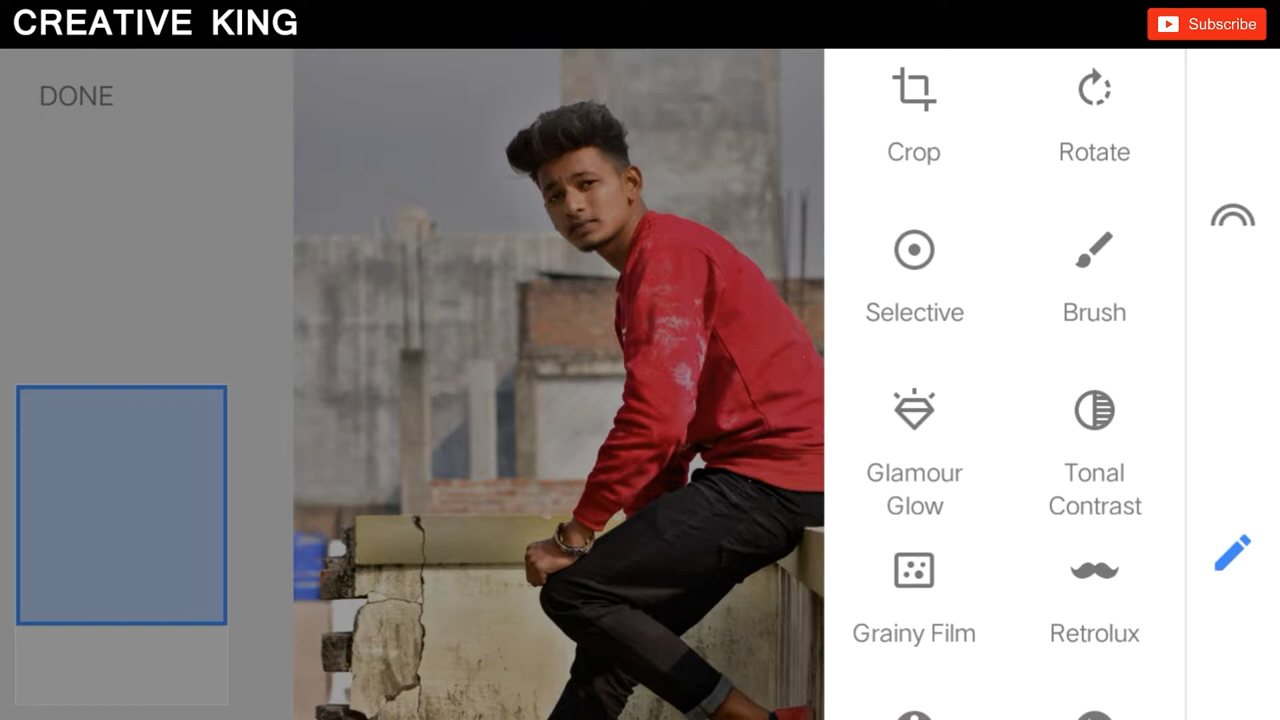 CREATIVE KING
Subscribe
DONE
Crop
Rotate
Selective
Brush
Glamour
Glow
Tonal
Contrast
Grainy Film
Retrolux